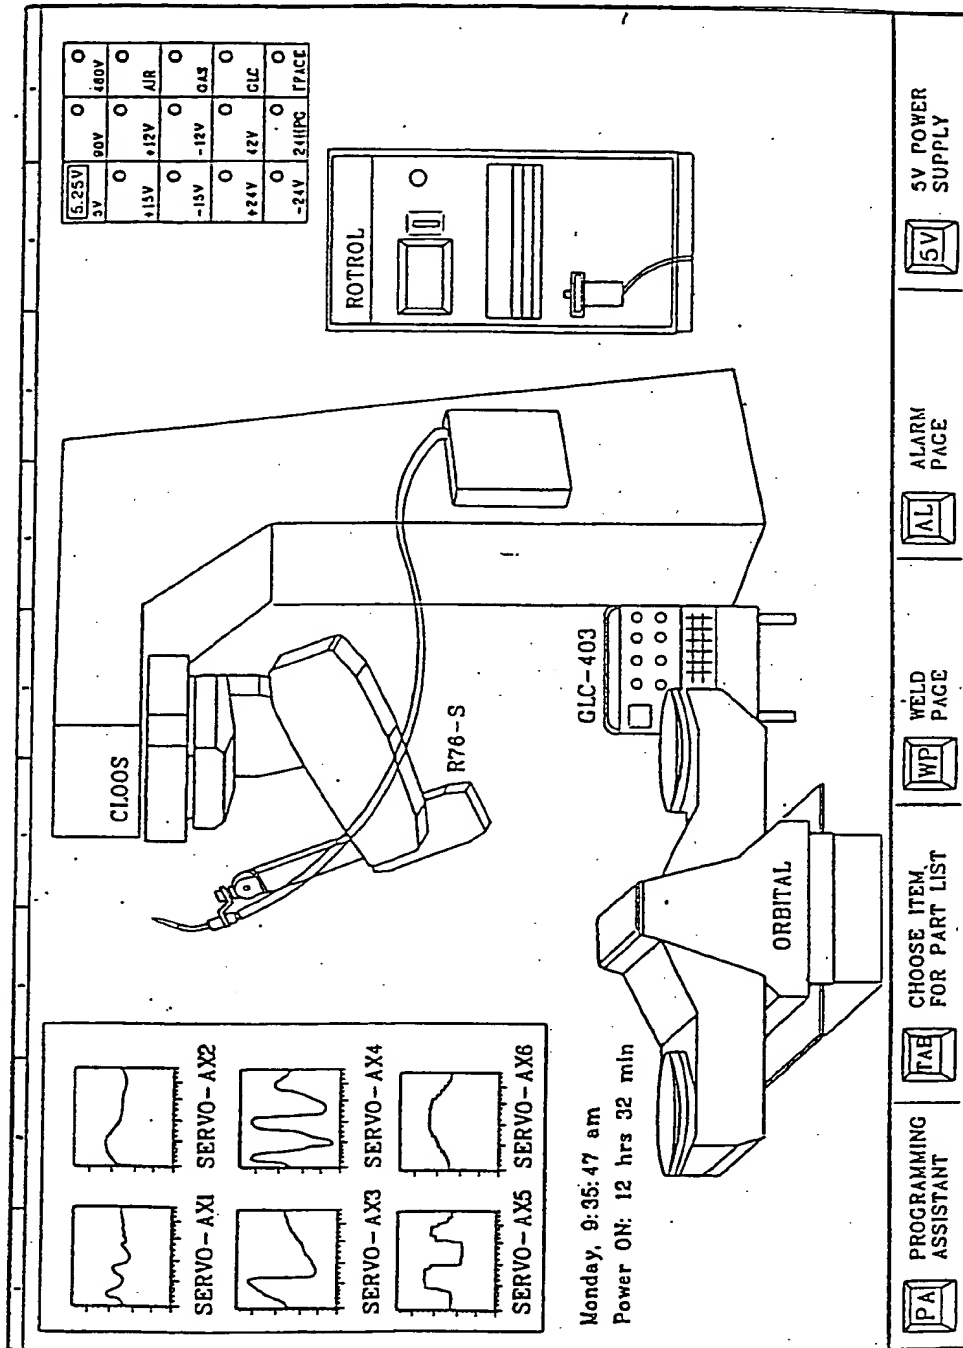 SERVO-AX1
SERVO-AX2
SERVO-AX3
SERVO-AX4
SERVO-AX5
SERVO-AX6
Monday, 9:35:47 am
Power ON: 12 hrs 32 min
CLOOS
R76-S
GLC-403
ORBITAL
ROTROL
5.25V
5V 90V 480V
+15V +12V AIR
-15V -12V GAS
+24V 42V GLC
-24V 24HPG
PA PROGRAMMING
ASSISTANT
TAB CHOOSE ITEM
FOR PART LIST
WP WELD
PAGE
AL ALARM
PAGE
5V 5V POWER
SUPPLY